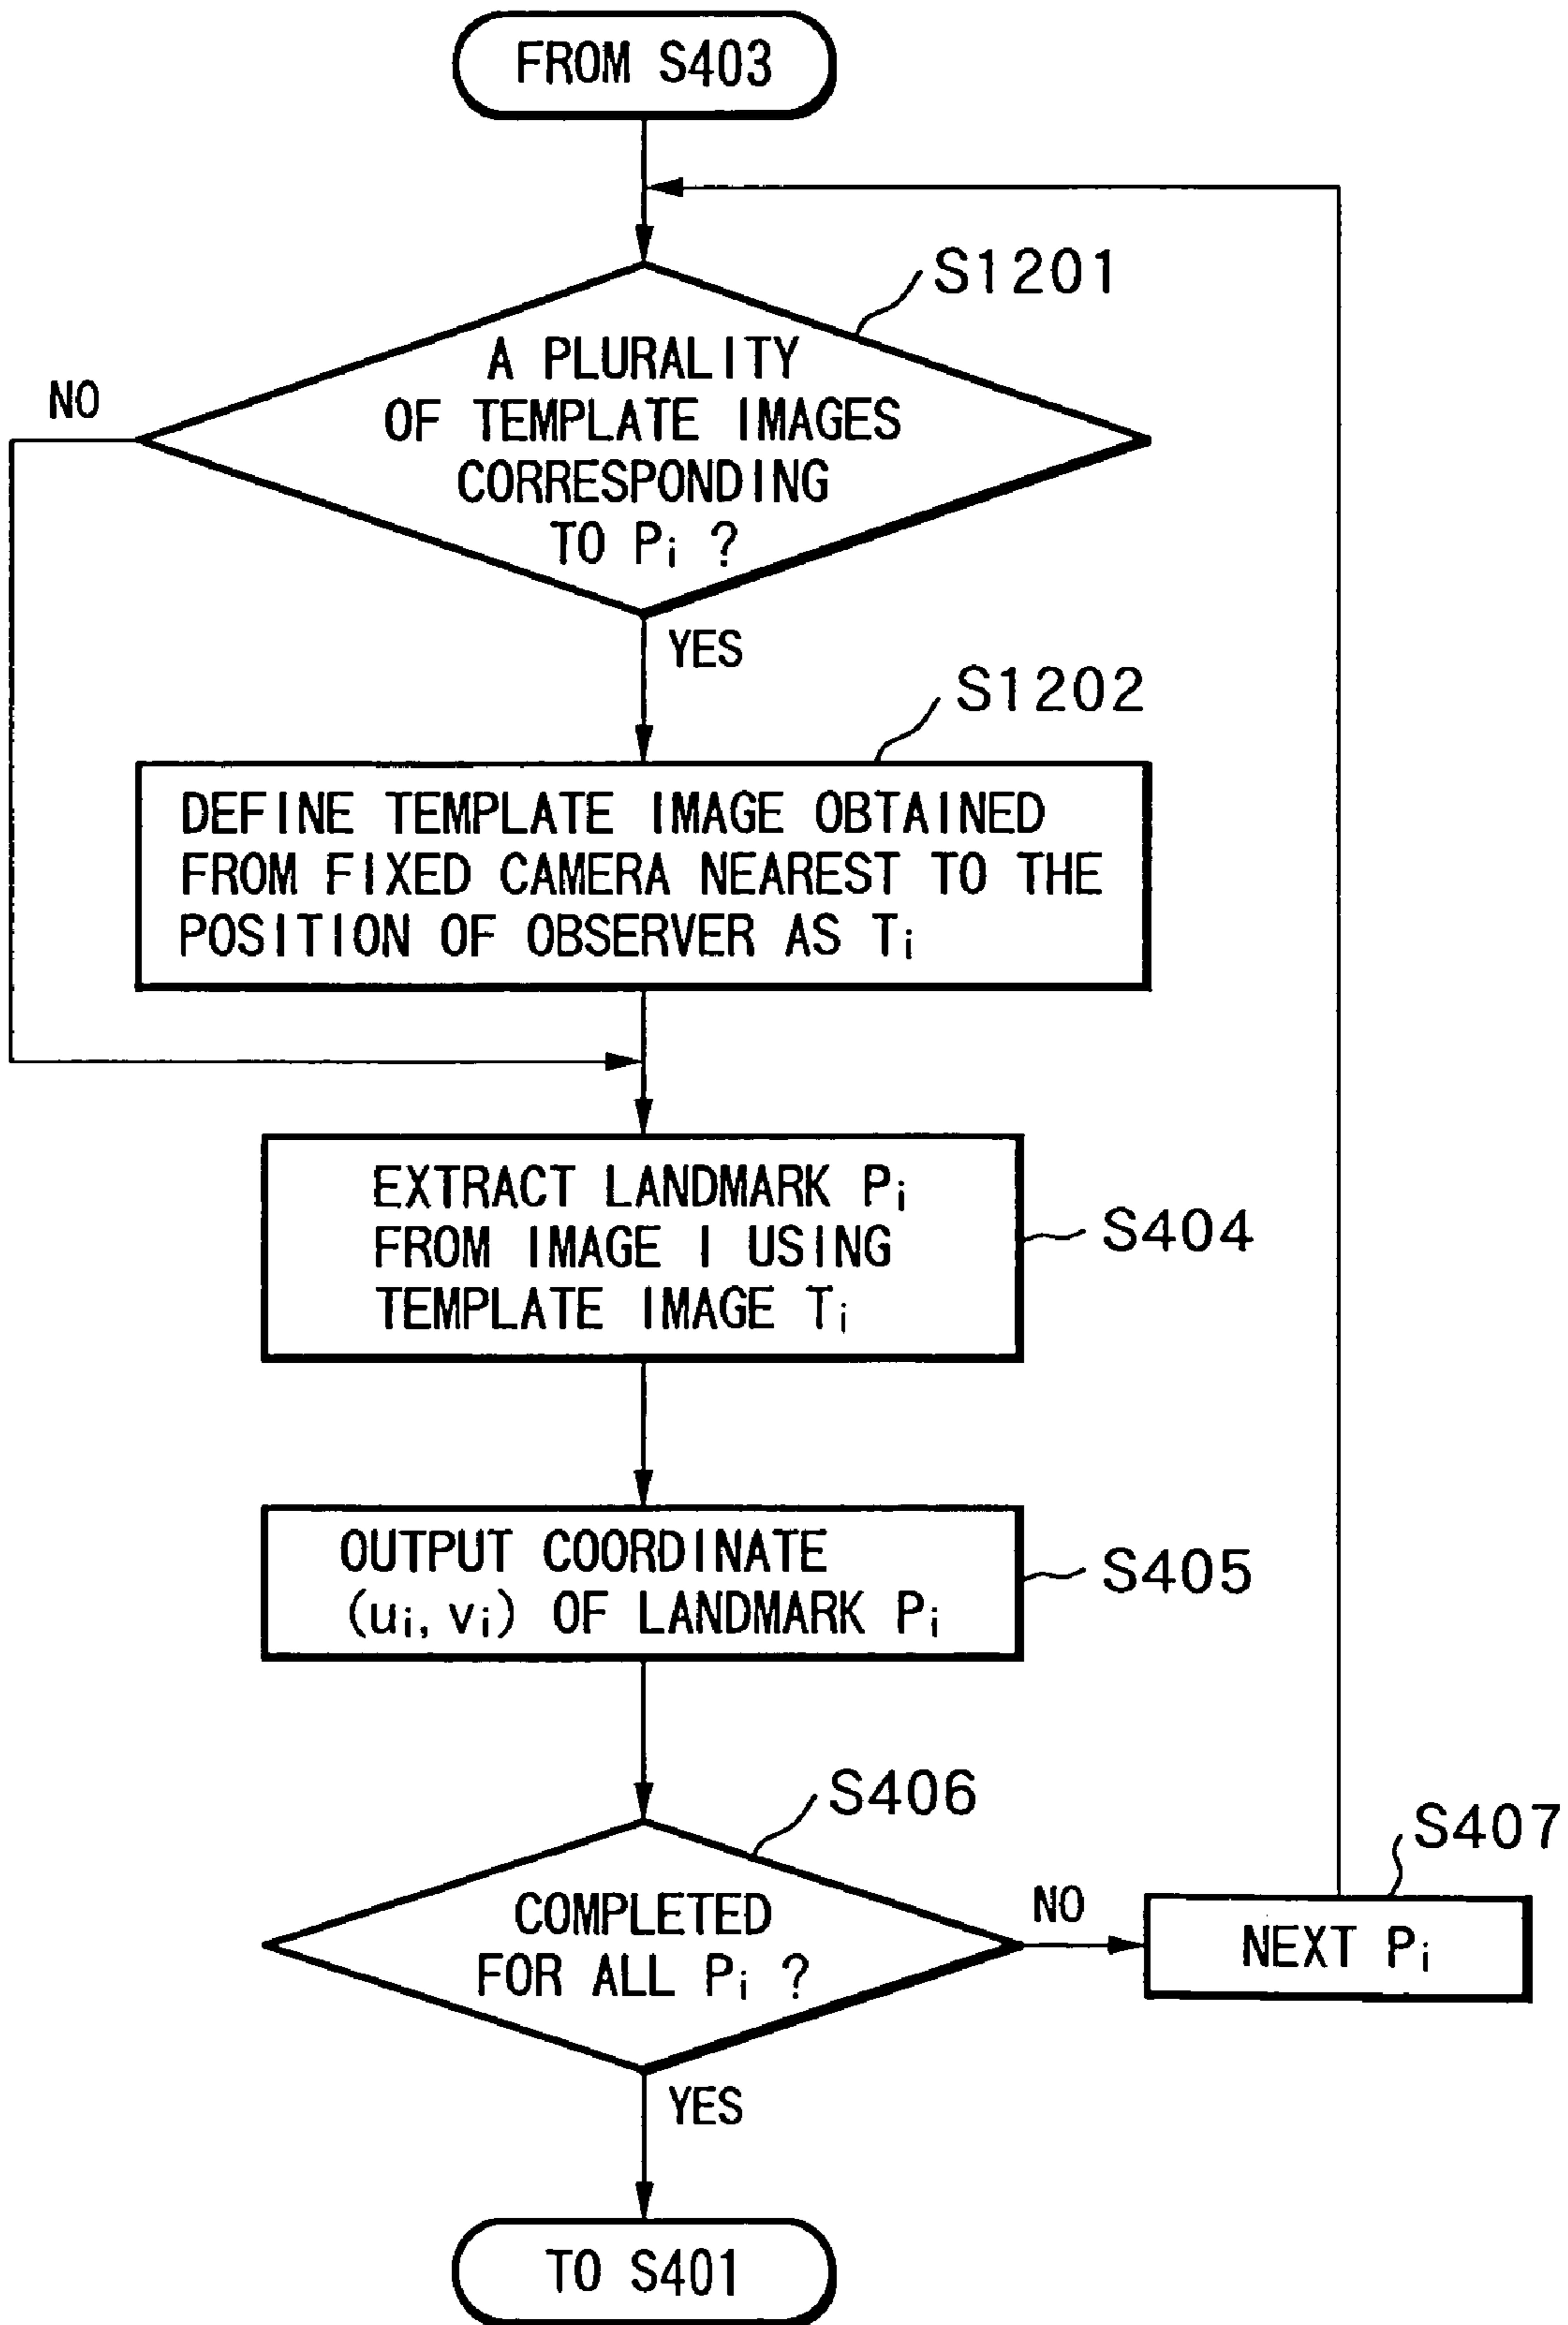 FROM S403
S1201
A PLURALITY
OF TEMPLATE IMAGES
CORRESPONDING
TO Pi ?
NO
YES
S1202
DEFINE TEMPLATE IMAGE OBTAINED
FROM FIXED CAMERA NEAREST TO THE
POSITION OF OBSERVER AS Ti
EXTRACT LANDMARK Pi
FROM IMAGE I USING
TEMPLATE IMAGE Ti
S404
OUTPUT COORDINATE
(ui, vi) OF LANDMARK Pi
S405
S406
COMPLETED
FOR ALL Pi ?
NO
S407
NEXT Pi
YES
TO S401